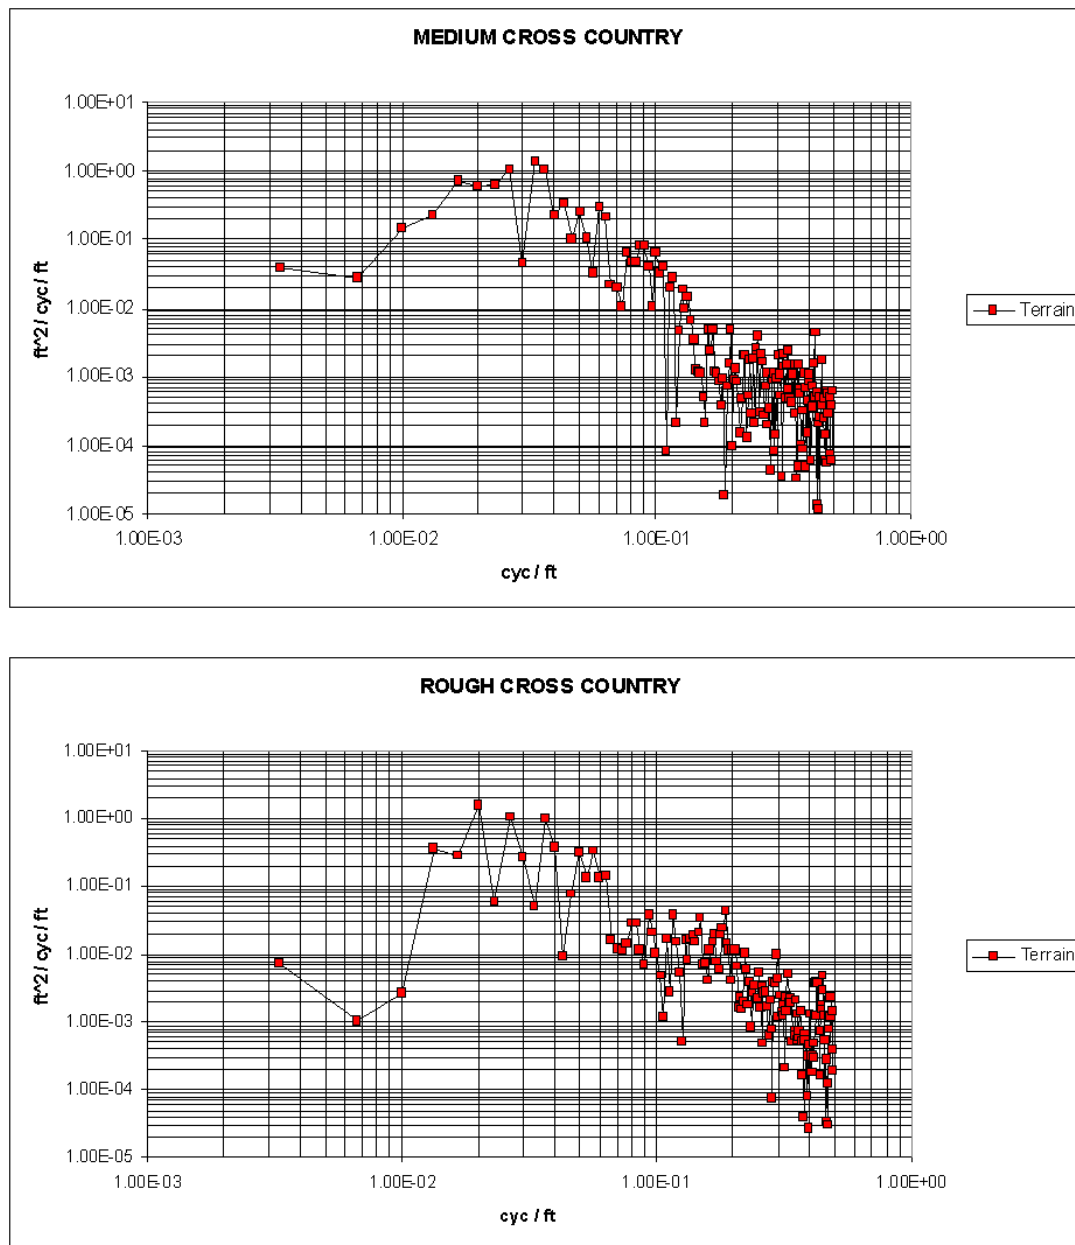 MEDIUM CROSS COUNTRY
1.00E+01
1.00E+00
1.00E-01
1.00E-02
1.00E-03
1.00E-04
1.00E-05
ft^2 / cyc / ft
1.00E-03 1.00E-02 1.00E-01 1.00E+00
cyc / ft
Terrain
ROUGH CROSS COUNTRY
1.00E+01
1.00E+00
1.00E-01
1.00E-02
1.00E-03
1.00E-04
1.00E-05
ft^2 / cyc / ft
1.00E-03 1.00E-02 1.00E-01 1.00E+00
cyc / ft
Terrain